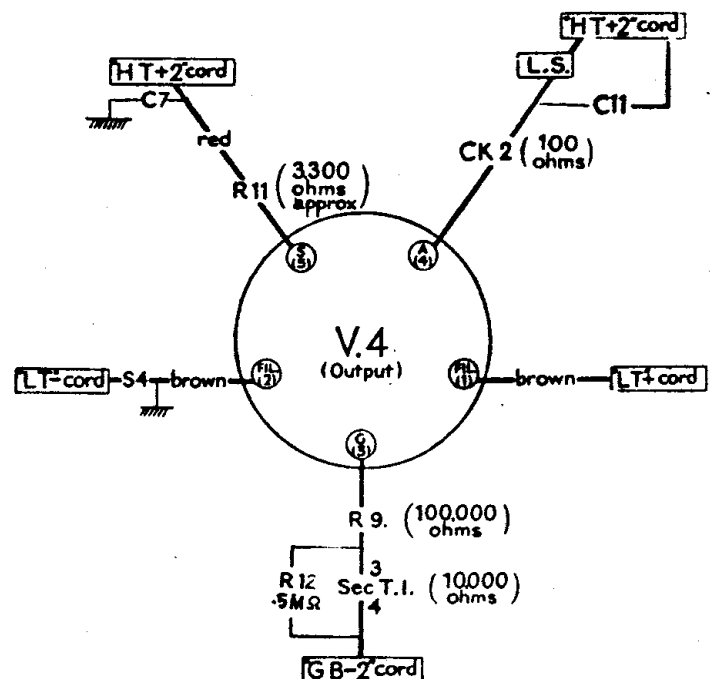 "HT+2" cord
L.S.
"HT+2" cord
C7
C11
red
CK 2 (100 ohms)
R 11 (3,300 ohms approx)
S (5)
A (4)
V.4
(Output)
"LT-" cord
S4
brown
FIL (2)
FIL (1)
brown
"LT+" cord
G (3)
R 9. (100,000 ohms)
3
R 12
.5MΩ
Sec T.1. (10,000 ohms)
4
"GB-2" cord